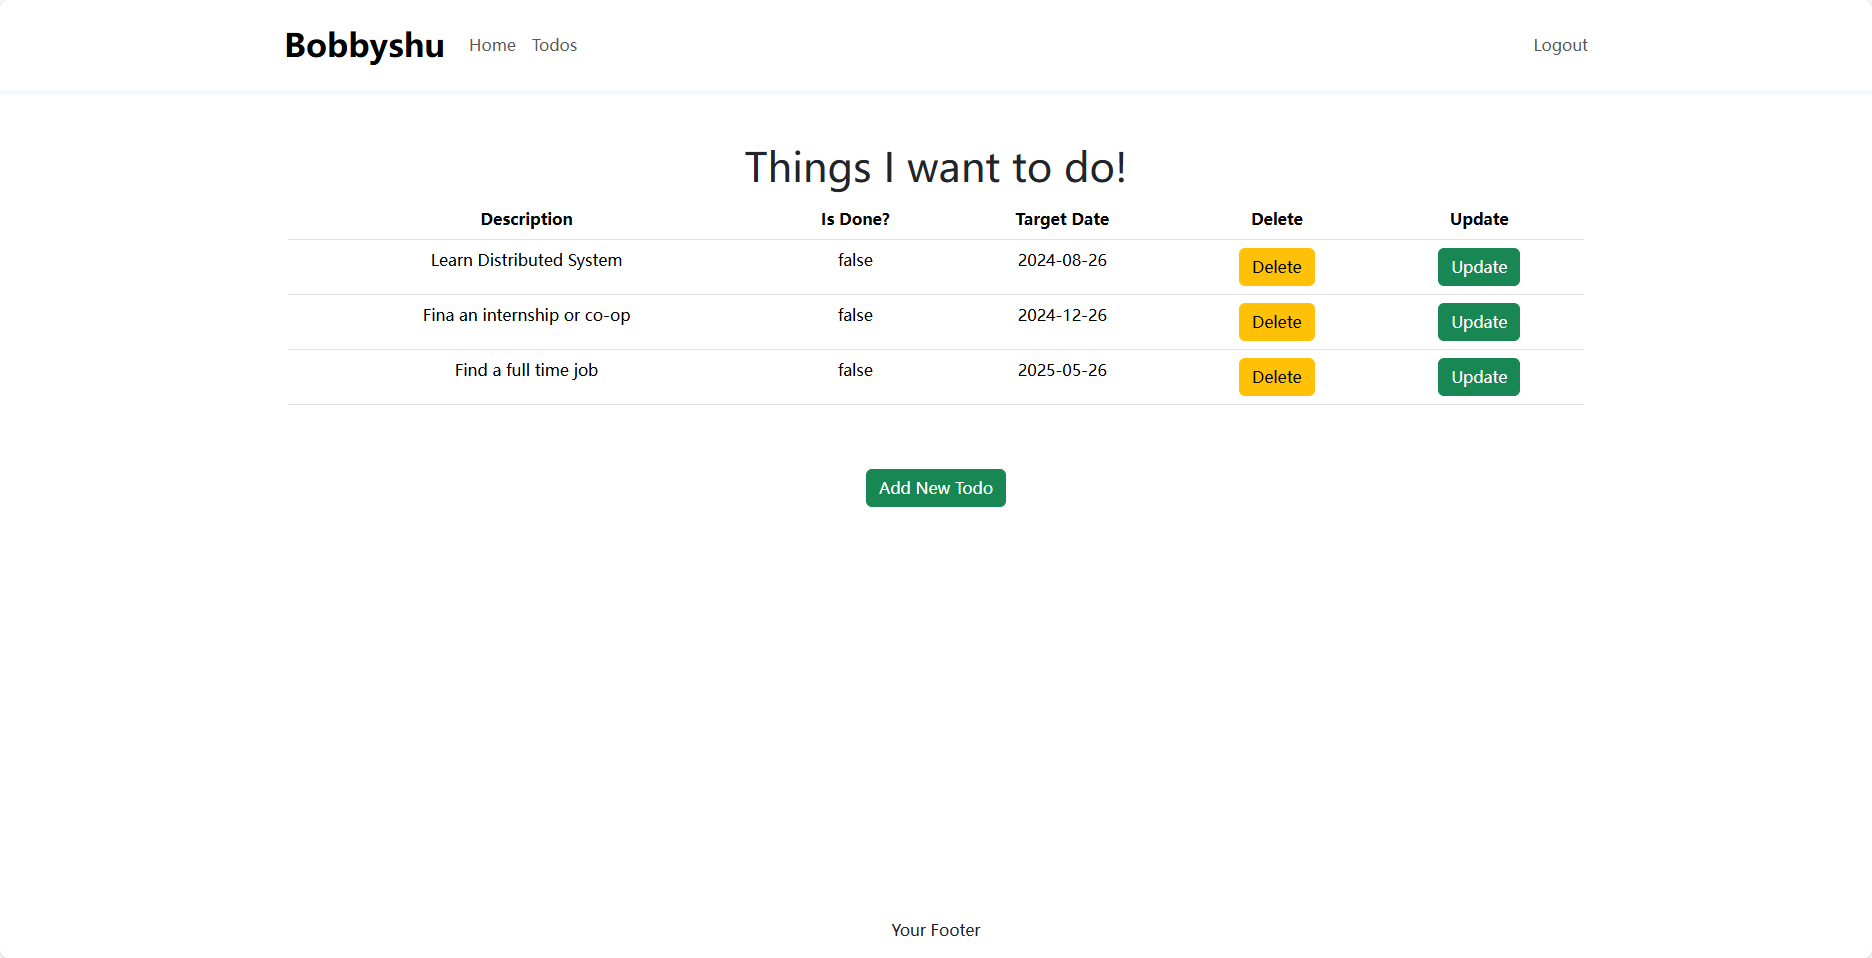 Bobbyshu Home Todos Logout
Things I want to do!
Description Is Done? Target Date Delete Update
Learn Distributed System false 2024-08-26 Delete Update
Fina an internship or co-op false 2024-12-26 Delete Update
Find a full time job false 2025-05-26 Delete Update
Add New Todo
Your Footer